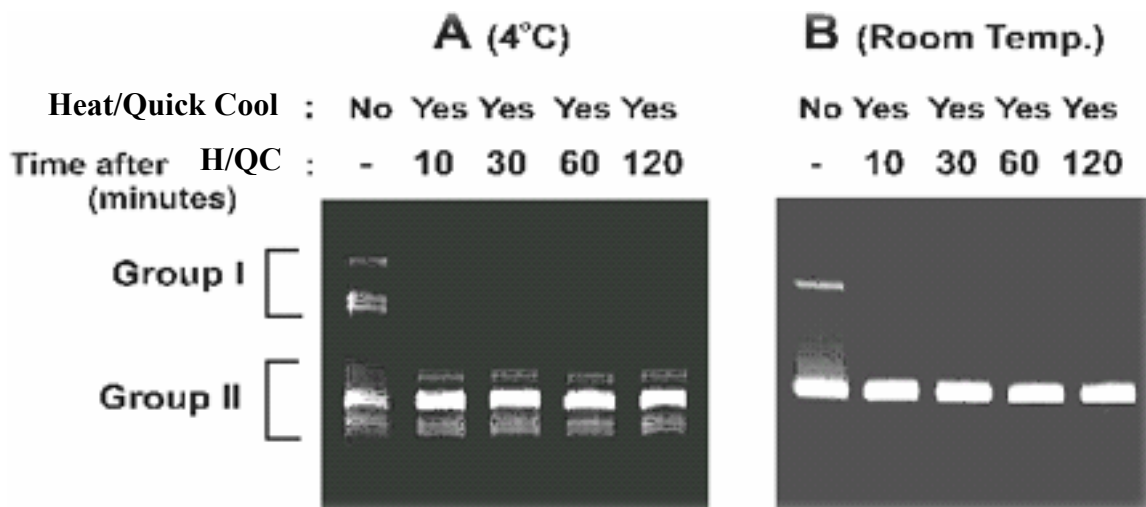 A (4°C) B (Room Temp.)
Heat/Quick Cool : No Yes Yes Yes Yes No Yes Yes Yes Yes
Time after H/QC : - 10 30 60 120 - 10 30 60 120
(minutes)
Group I
Group II